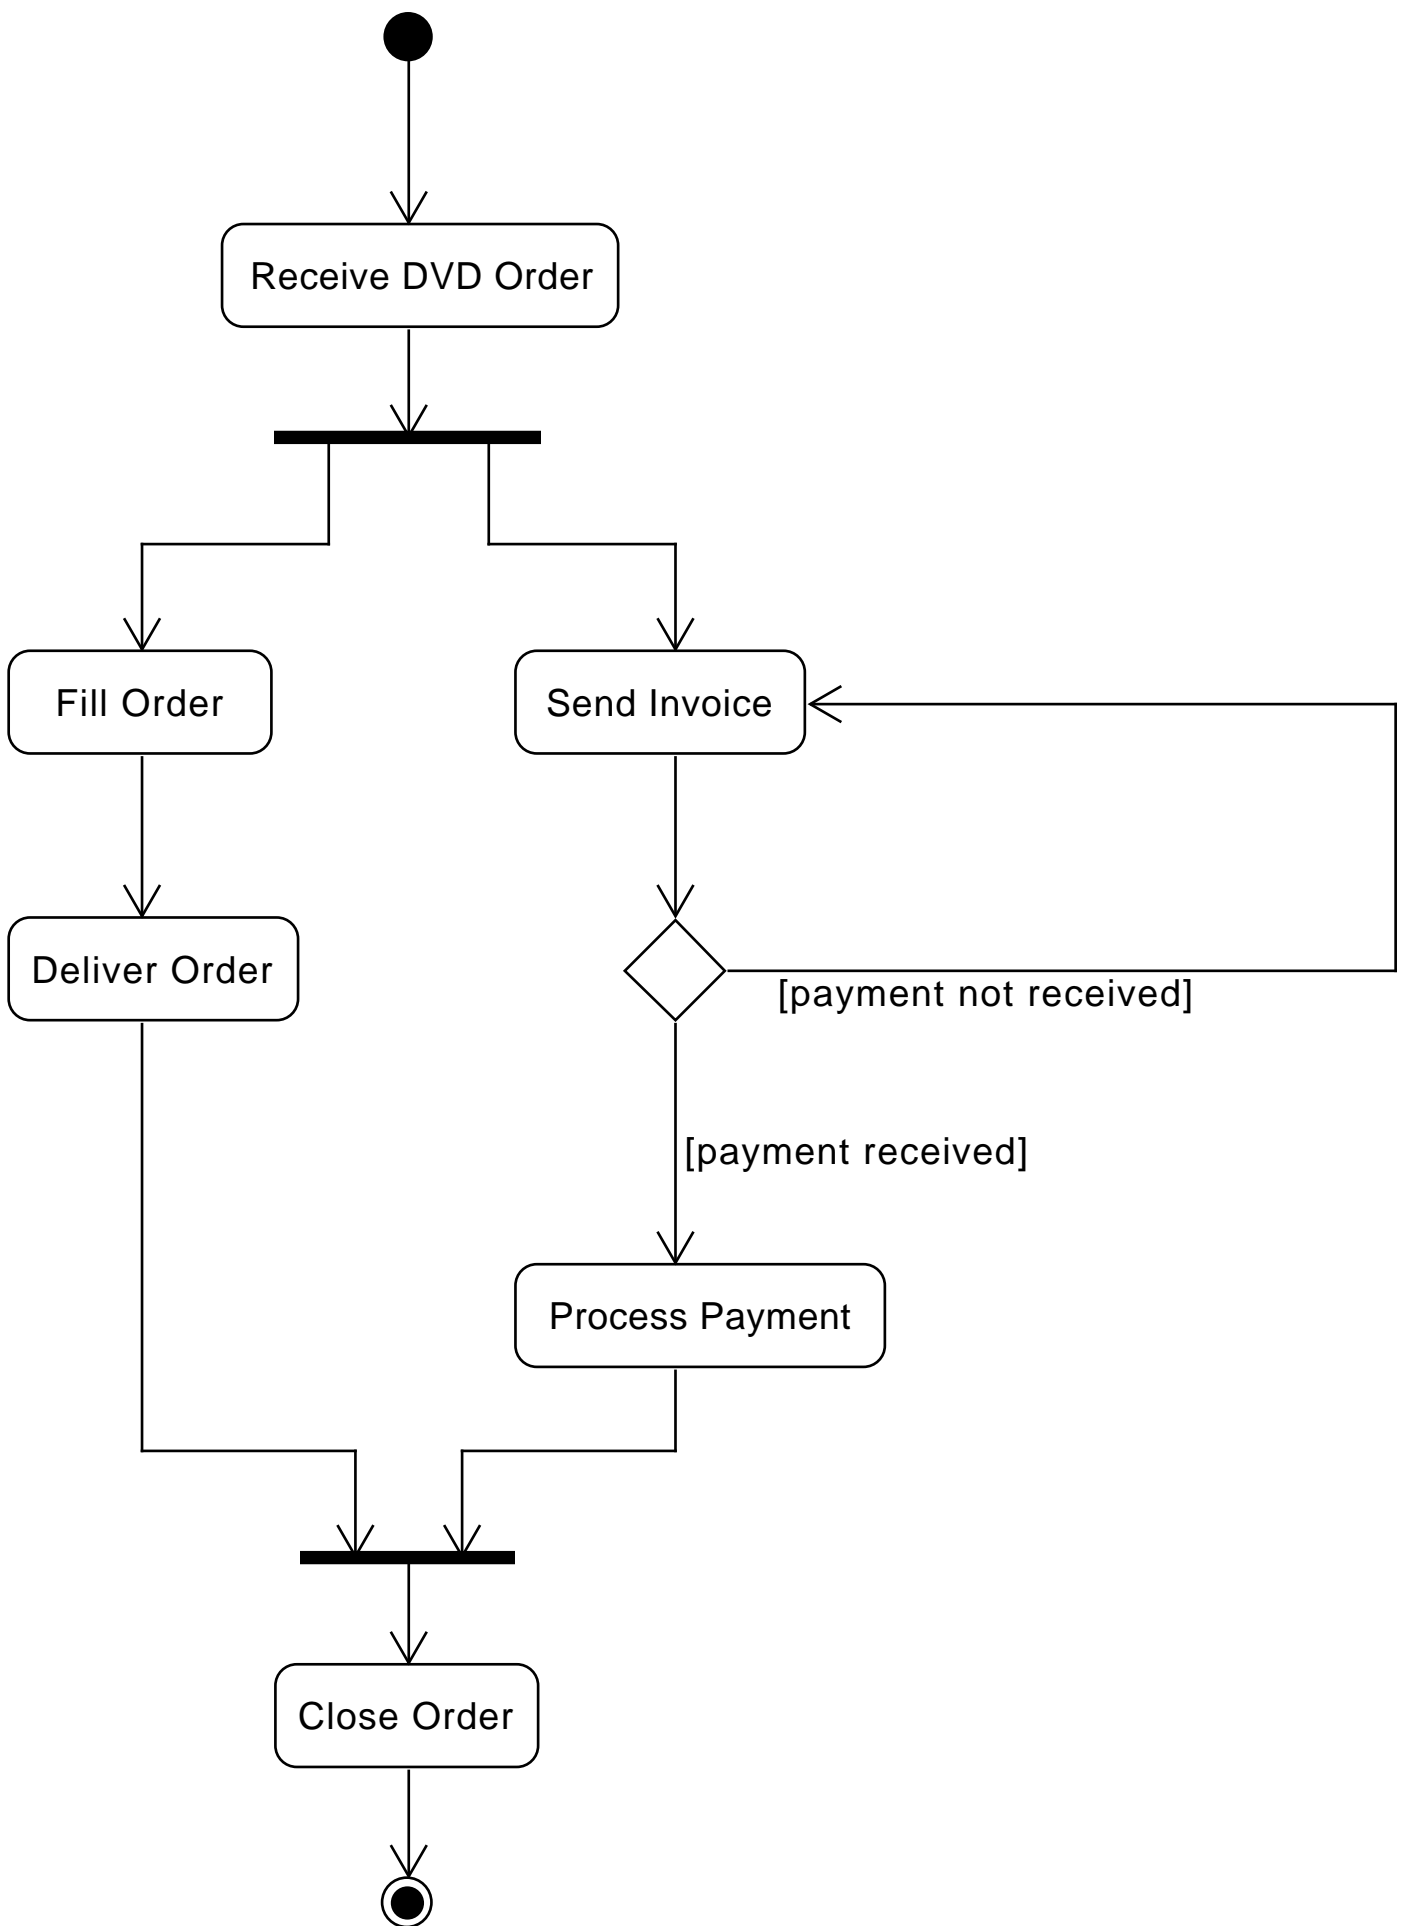 Receive DVD Order
Fill Order
Send Invoice
Deliver Order
[payment not received]
[payment received]
Process Payment
Close Order